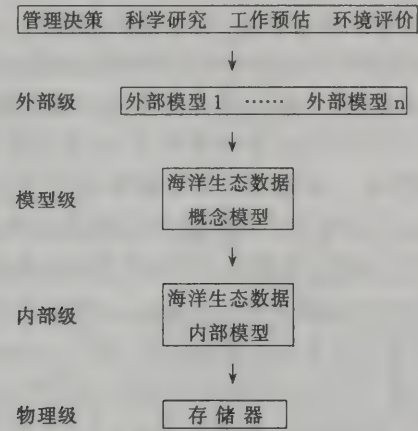 管理决策 科学研究 工作预估 环境评价
↓
外部级 外部模型1 …… 外部模型n
↓
海洋生态数据
模型级 概念模型
↓
海洋生态数据
内部级 内部模型
↓
物理级 存储器